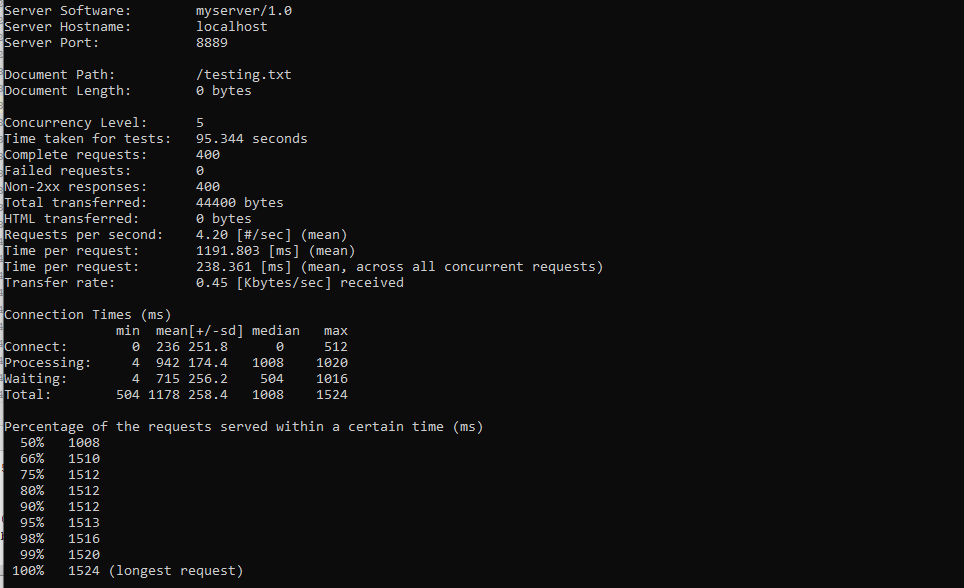 Server Software:        myserver/1.0
Server Hostname:        localhost
Server Port:            8889
Document Path:          /testing.txt
Document Length:        0 bytes
Concurrency Level:      5
Time taken for tests:   95.344 seconds
Complete requests:      400
Failed requests:        0
Non-2xx responses:      400
Total transferred:      44400 bytes
HTML transferred:       0 bytes
Requests per second:    4.20 [#/sec] (mean)
Time per request:       1191.803 [ms] (mean)
Time per request:       238.361 [ms] (mean, across all concurrent requests)
Transfer rate:          0.45 [Kbytes/sec] received
Connection Times (ms)
              min  mean[+/-sd] median   max
Connect:        0  236 251.8      0     512
Processing:     4  942 174.4   1008    1020
Waiting:        4  715 256.2    504    1016
Total:        504 1178 258.4   1008    1524
Percentage of the requests served within a certain time (ms)
  50%   1008
  66%   1510
  75%   1512
  80%   1512
  90%   1512
  95%   1513
  98%   1516
  99%   1520
 100%   1524 (longest request)